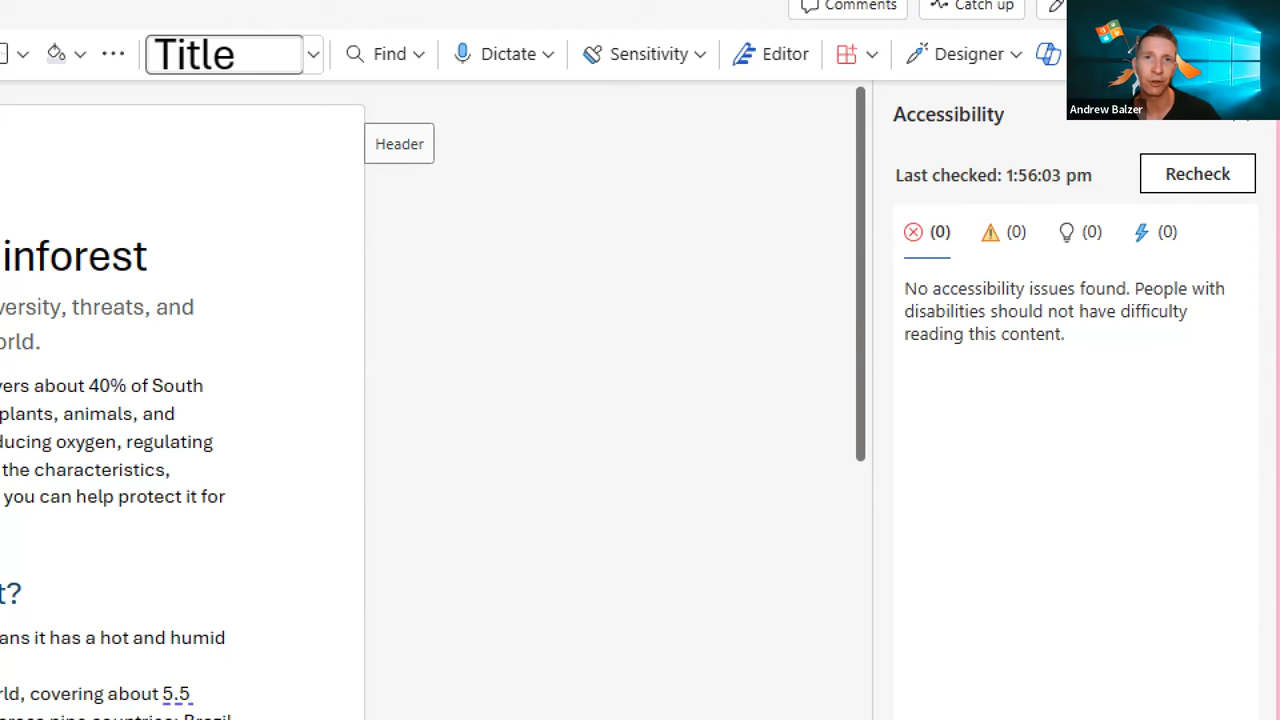 Comments
Catch up
Title
Find
Dictate
Sensitivity
Editor
Designer
Andrew Balzer
Header
inforest
versity, threats, and
orld.
vers about 40% of South
plants, animals, and
ducing oxygen, regulating
the characteristics,
you can help protect it for
t?
ans it has a hot and humid
rld, covering about 5.5
Accessibility
Last checked: 1:56:03 pm
Recheck
(0)
(0)
(0)
(0)
No accessibility issues found. People with
disabilities should not have difficulty
reading this content.